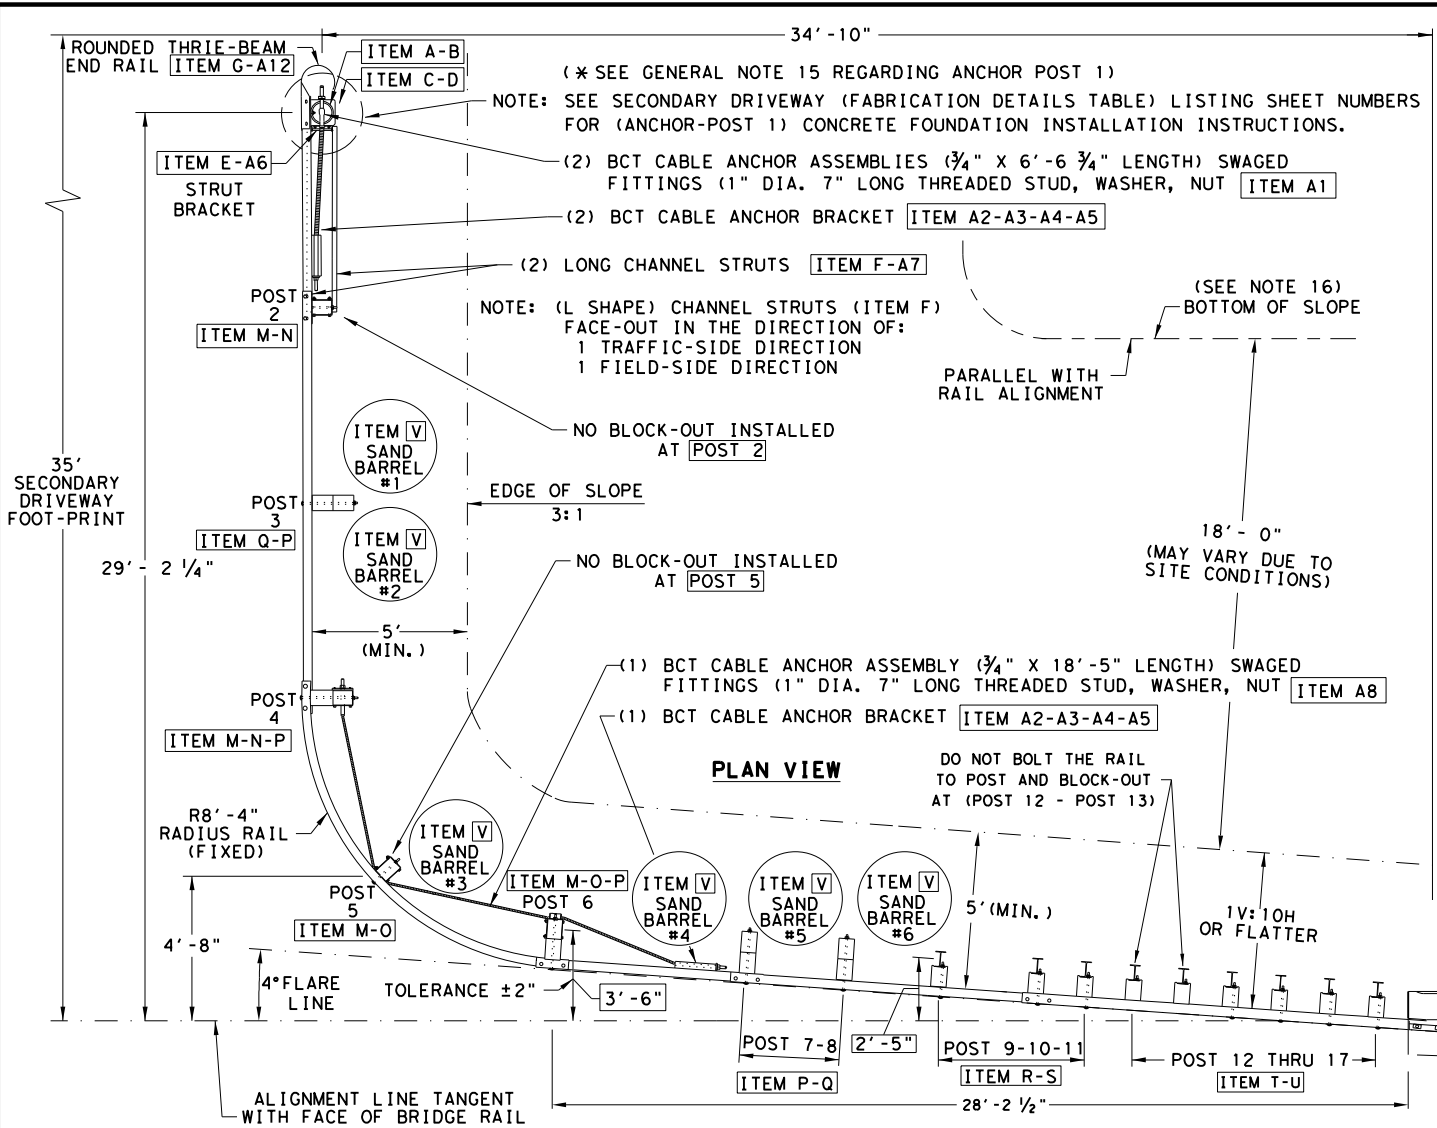 34'-10"
ROUNDED THRIE-BEAM
END RAIL ITEM G-A12
ITEM A-B
ITEM C-D
(* SEE GENERAL NOTE 15 REGARDING ANCHOR POST 1)
NOTE: SEE SECONDARY DRIVEWAY (FABRICATION DETAILS TABLE) LISTING SHEET NUMBERS
FOR (ANCHOR-POST 1) CONCRETE FOUNDATION INSTALLATION INSTRUCTIONS.
ITEM E-A6
STRUT
BRACKET
(2) BCT CABLE ANCHOR ASSEMBLIES (3/4" X 6'-6 3/4" LENGTH) SWAGED
FITTINGS (1" DIA. 7" LONG THREADED STUD, WASHER, NUT ITEM A1
(2) BCT CABLE ANCHOR BRACKET ITEM A2-A3-A4-A5
(2) LONG CHANNEL STRUTS ITEM F-A7
POST
2
ITEM M-N
NOTE: (L SHAPE) CHANNEL STRUTS (ITEM F)
FACE-OUT IN THE DIRECTION OF:
1 TRAFFIC-SIDE DIRECTION
1 FIELD-SIDE DIRECTION
(SEE NOTE 16)
BOTTOM OF SLOPE
PARALLEL WITH
RAIL ALIGNMENT
NO BLOCK-OUT INSTALLED
AT POST 2
ITEM V
SAND
BARREL
#1
35'
SECONDARY
DRIVEWAY
FOOT-PRINT
POST
3
ITEM Q-P
EDGE OF SLOPE
3:1
ITEM V
SAND
BARREL
#2
29'- 2 1/4"
NO BLOCK-OUT INSTALLED
AT POST 5
18'- 0"
(MAY VARY DUE TO
SITE CONDITIONS)
5'
(MIN.)
(1) BCT CABLE ANCHOR ASSEMBLY (3/4" X 18'-5" LENGTH) SWAGED
FITTINGS (1" DIA. 7" LONG THREADED STUD, WASHER, NUT ITEM A8
POST
4
ITEM M-N-P
(1) BCT CABLE ANCHOR BRACKET ITEM A2-A3-A4-A5
PLAN VIEW
DO NOT BOLT THE RAIL
TO POST AND BLOCK-OUT
AT (POST 12 - POST 13)
R8'-4"
RADIUS RAIL
(FIXED)
ITEM V
SAND
BARREL
#3
POST
5
ITEM M-O
ITEM M-O-P
POST 6
ITEM V
SAND
BARREL
#4
ITEM V
SAND
BARREL
#5
ITEM V
SAND
BARREL
#6
5'(MIN.)
1V:10H
OR FLATTER
4'-8"
4°FLARE
LINE
TOLERANCE ±2"
3'-6"
POST 7-8
ITEM P-Q
2'-5"
POST 9-10-11
ITEM R-S
POST 12 THRU 17
ITEM T-U
28'-2 1/2"
ALIGNMENT LINE TANGENT
WITH FACE OF BRIDGE RAIL